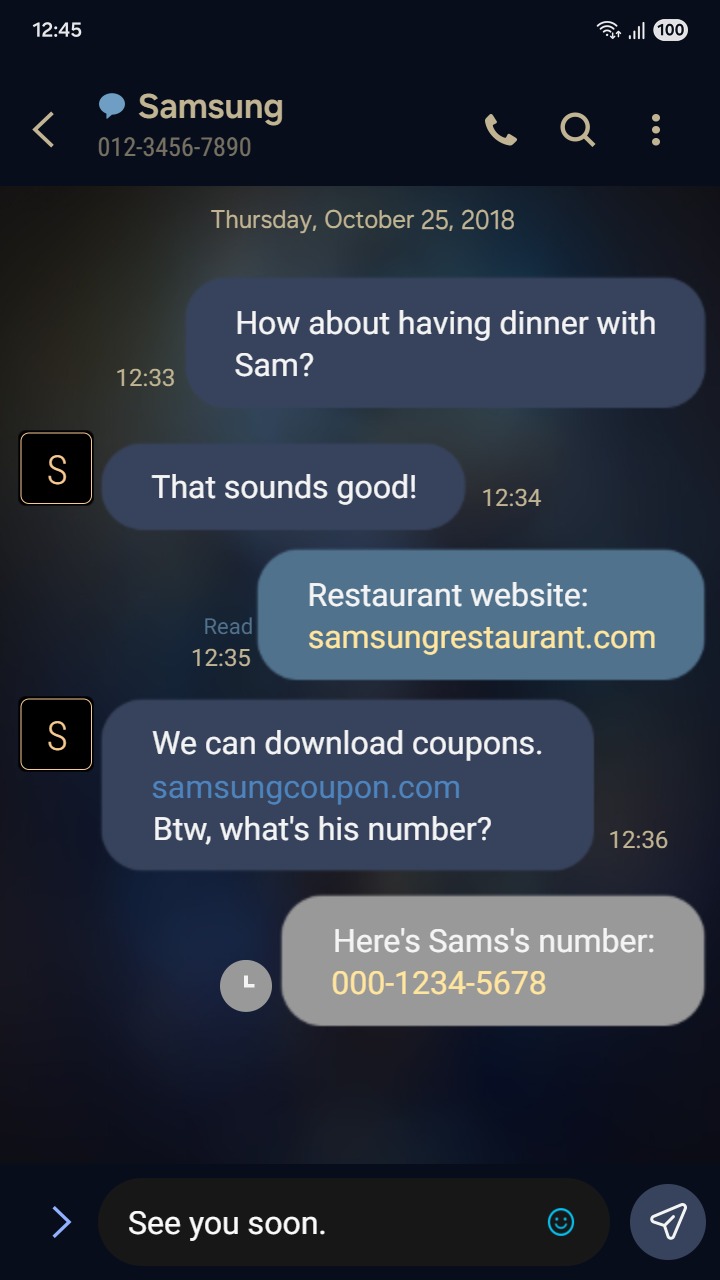 12:45
100
Samsung
012-3456-7890
Thursday, October 25, 2018
How about having dinner with
Sam?
12:33
S
That sounds good!
12:34
Restaurant website:
samsungrestaurant.com
Read
12:35
S
We can download coupons.
samsungcoupon.com
Btw, what's his number?
12:36
Here's Sams's number:
000-1234-5678
See you soon.